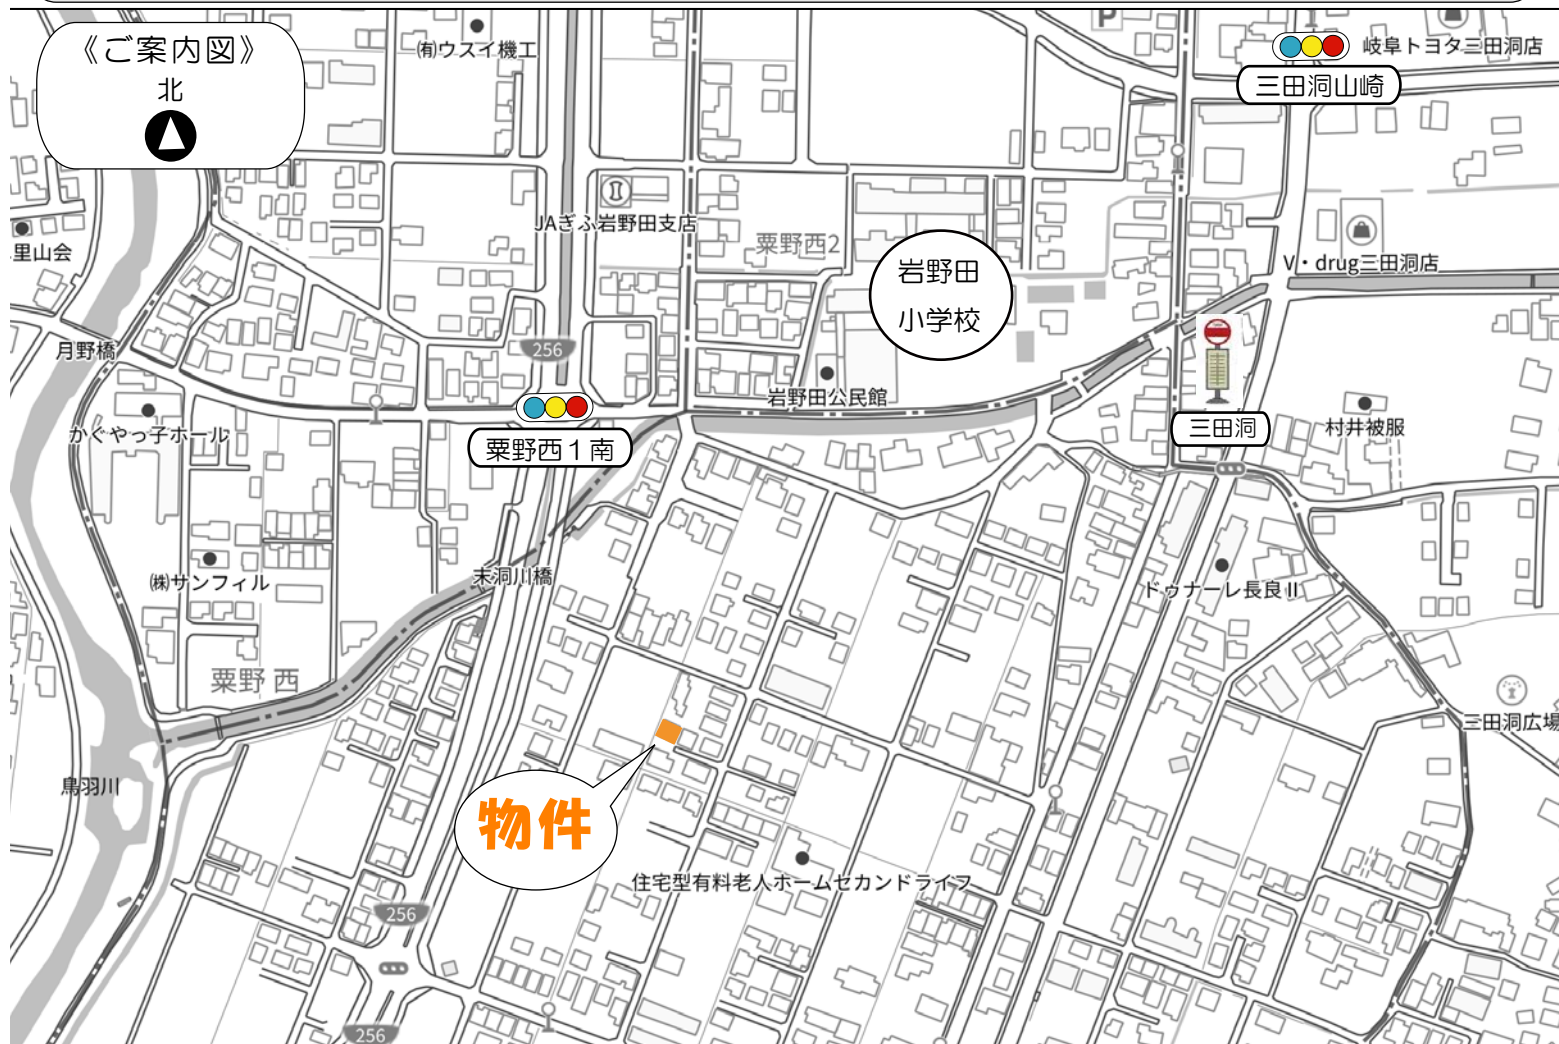 《ご案内図》
北
㈲ウスイ機工
P
岐阜トヨタ三田洞店
三田洞山崎
JAぎふ岩野田支店
粟野西2
里山会
岩野田
小学校
V・drug三田洞店
月野橋
256
岩野田公民館
粟野西1南
三田洞
村井被服
かぐやっ子ホール
㈱サンフィル
末洞川橋
ドゥナーレ長良Ⅱ
粟野西
三田洞広場
鳥羽川
物件
住宅型有料老人ホームセカンドライフ
256
256